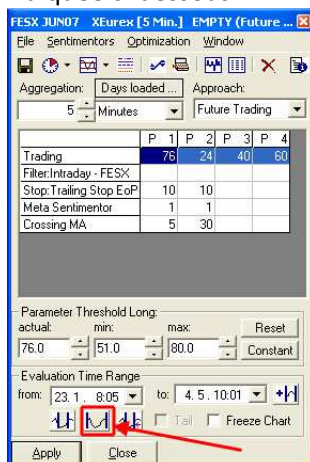 FESX JUN07 XEurex [5 Min.] EMPTY (Future ...
File Sentimentors Optimization Window
Aggregation: Days loaded ... Approach:
5 Minutes Future Trading
P 1 P 2 P 3 P 4
Trading 76 24 40 60
Filter:Intraday - FESX
Stop:Trailing Stop EoP 10 10
Meta Sentimentor 1 1
Crossing MA 5 30
Parameter Threshold Long:
actual: min: max: Reset
76.0 51.0 80.0 Constant
Evaluation Time Range
from: 23. 1. 8:05 to: 4. 5. 10:01
Tail Freeze Chart
Apply Close